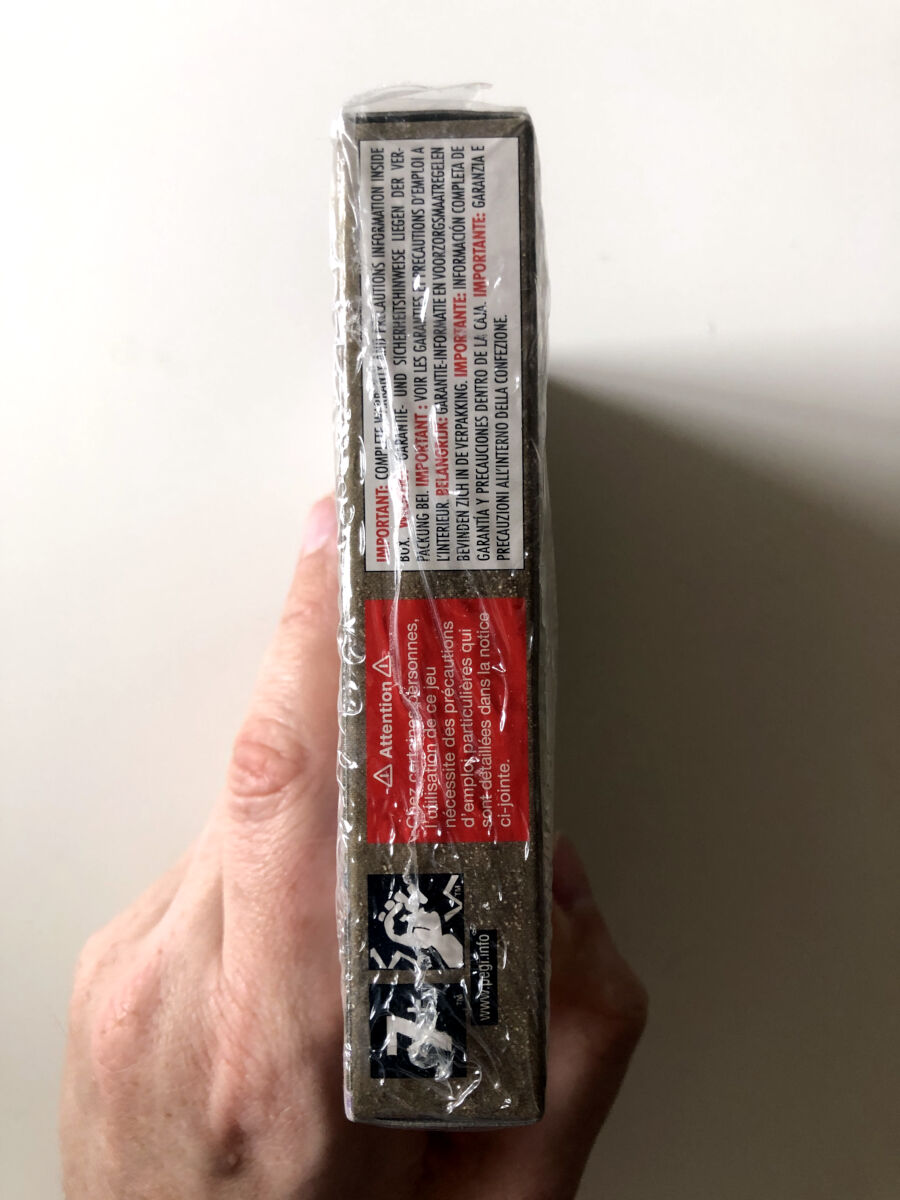 IMPORTANT: COMPLETE WARRANTY AND PRECAUTIONS INFORMATION INSIDE
BOX. GARANTIE- UND SICHERHEITSHINWEISE LIEGEN DER VER-
PACKUNG BEI. IMPORTANT : VOIR LES GARANTIES ET PRECAUTIONS D'EMPLOI A
L'INTERIEUR. BELANGRIJK: GARANTIE-INFORMATIE EN VOORZORGSMAATREGELEN
BEVINDEN ZICH IN DE VERPAKKING. IMPORTANTE: INFORMACIÓN COMPLETA DE
GARANTÍA Y PRECAUCIONES DENTRO DE LA CAJA. IMPORTANTE: GARANZIA E
PRECAUZIONI ALL'INTERNO DELLA CONFEZIONE.
Attention
Chez certaines personnes,
l'utilisation de ce jeu
nécessite des précautions
d'emploi particulières qui
sont détaillées dans la notice
ci-jointe.
7+
TM
www.pegi.info